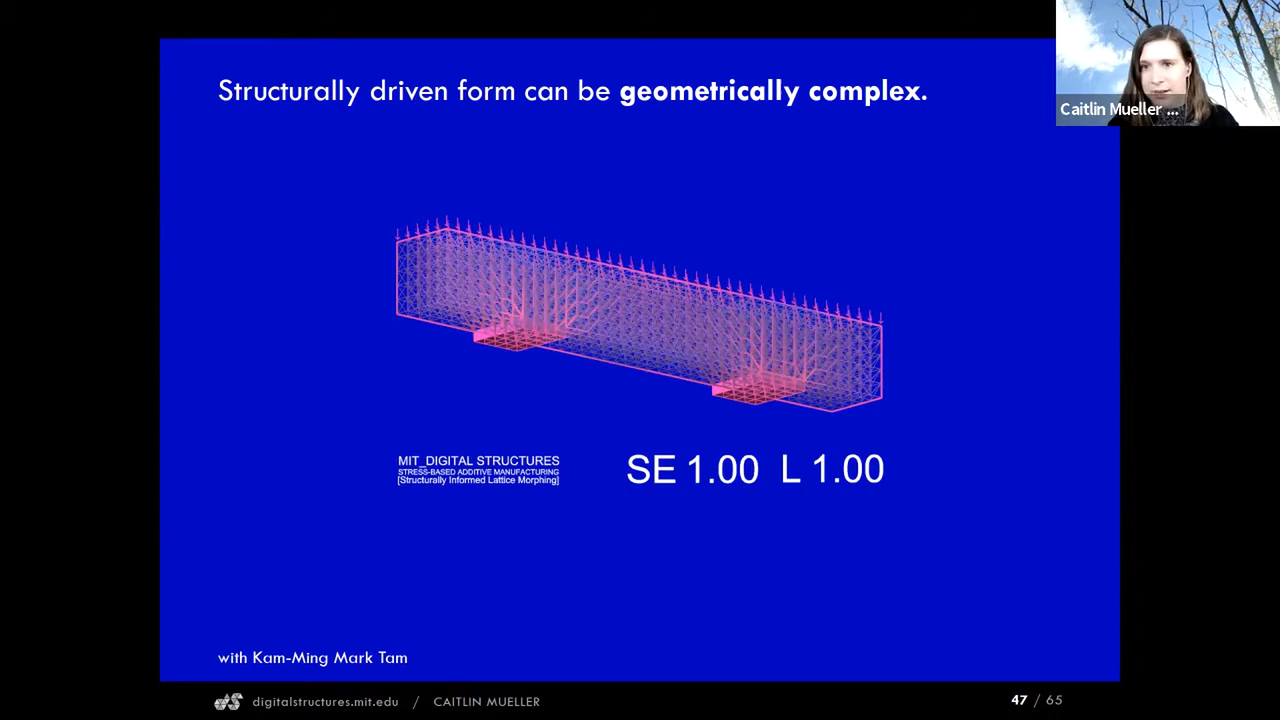 Caitlin Mueller ...
Structurally driven form can be geometrically complex.
MIT_DIGITAL STRUCTURES
STRESS-BASED ADDITIVE MANUFACTURING
[Structurally Informed Lattice Morphing]
SE 1.00 L 1.00
with Kam-Ming Mark Tam
digitalstructures.mit.edu / CAITLIN MUELLER
47 / 65